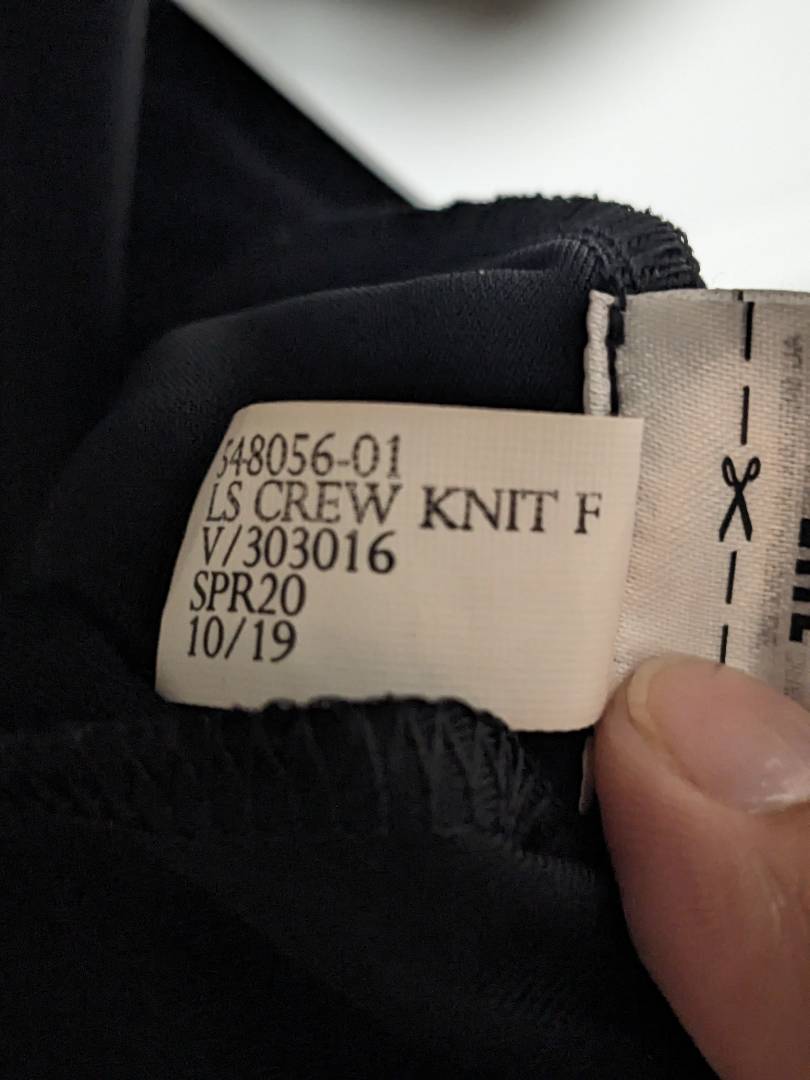 548056-01
LS CREW KNIT F
V/303016
SPR20
10/19